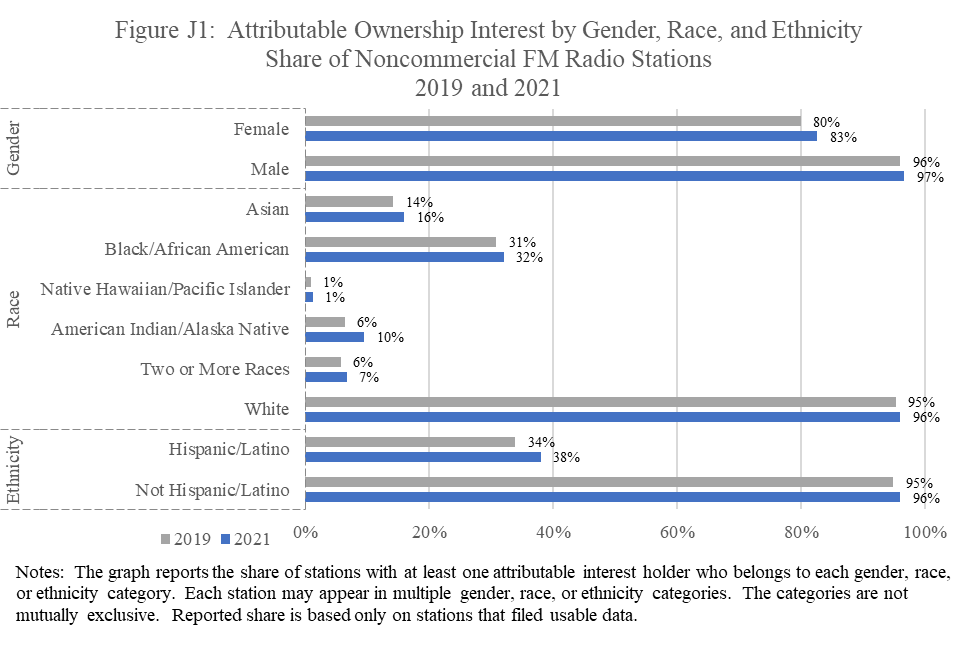 Figure J1:  Attributable Ownership Interest by Gender, Race, and Ethnicity
Share of Noncommercial FM Radio Stations
2019 and 2021
Gender
Female
80%
83%
Male
96%
97%
Race
Asian
14%
16%
Black/African American
31%
32%
Native Hawaiian/Pacific Islander
1%
1%
American Indian/Alaska Native
6%
10%
Two or More Races
6%
7%
White
95%
96%
Ethnicity
Hispanic/Latino
34%
38%
Not Hispanic/Latino
95%
96%
2019 2021
0% 20% 40% 60% 80% 100%
Notes:  The graph reports the share of stations with at least one attributable interest holder who belongs to each gender, race,
or ethnicity category.  Each station may appear in multiple gender, race, or ethnicity categories.  The categories are not
mutually exclusive.  Reported share is based only on stations that filed usable data.